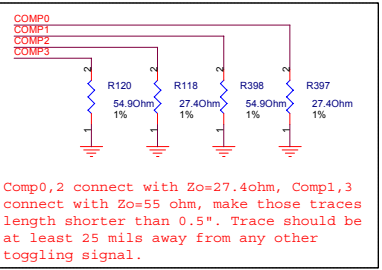 COMP0
COMP1
COMP2
COMP3
2 2 2 2
R120 R118 R398 R397
54.9Ohm 27.4Ohm 54.9Ohm 27.4Ohm
1% 1% 1% 1%
1 1 1 1
Comp0,2 connect with Zo=27.4ohm, Comp1,3
connect with Zo=55 ohm, make those traces
length shorter than 0.5". Trace should be
at least 25 mils away from any other
toggling signal.